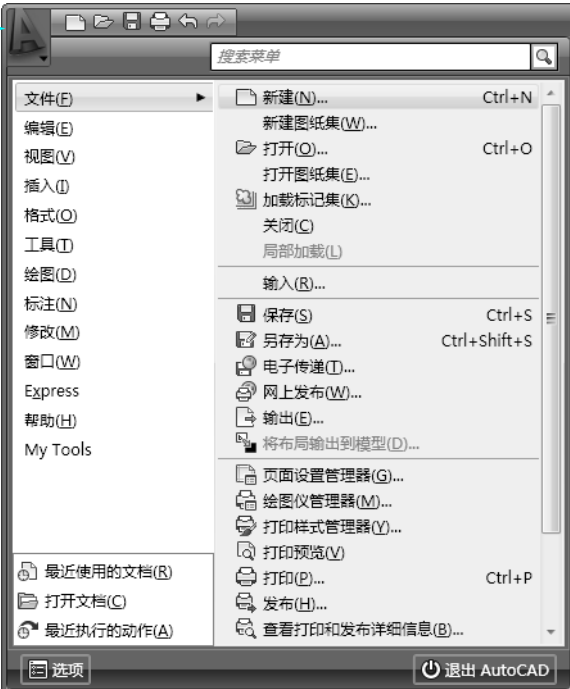 搜索菜单
文件(F)
编辑(E)
视图(V)
插入(I)
格式(O)
工具(T)
绘图(D)
标注(N)
修改(M)
窗口(W)
Express
帮助(H)
My Tools
最近使用的文档(R)
打开文档(C)
最近执行的动作(A)
新建(N)... Ctrl+N
新建图纸集(W)...
打开(O)... Ctrl+O
打开图纸集(E)...
加载标记集(K)...
关闭(C)
局部加载(L)
输入(R)...
保存(S) Ctrl+S
另存为(A)... Ctrl+Shift+S
电子传递(T)...
网上发布(W)...
输出(E)...
将布局输出到模型(D)...
页面设置管理器(G)...
绘图仪管理器(M)...
打印样式管理器(Y)...
打印预览(V)
打印(P)... Ctrl+P
发布(H)...
查看打印和发布详细信息(B)...
选项
退出 AutoCAD